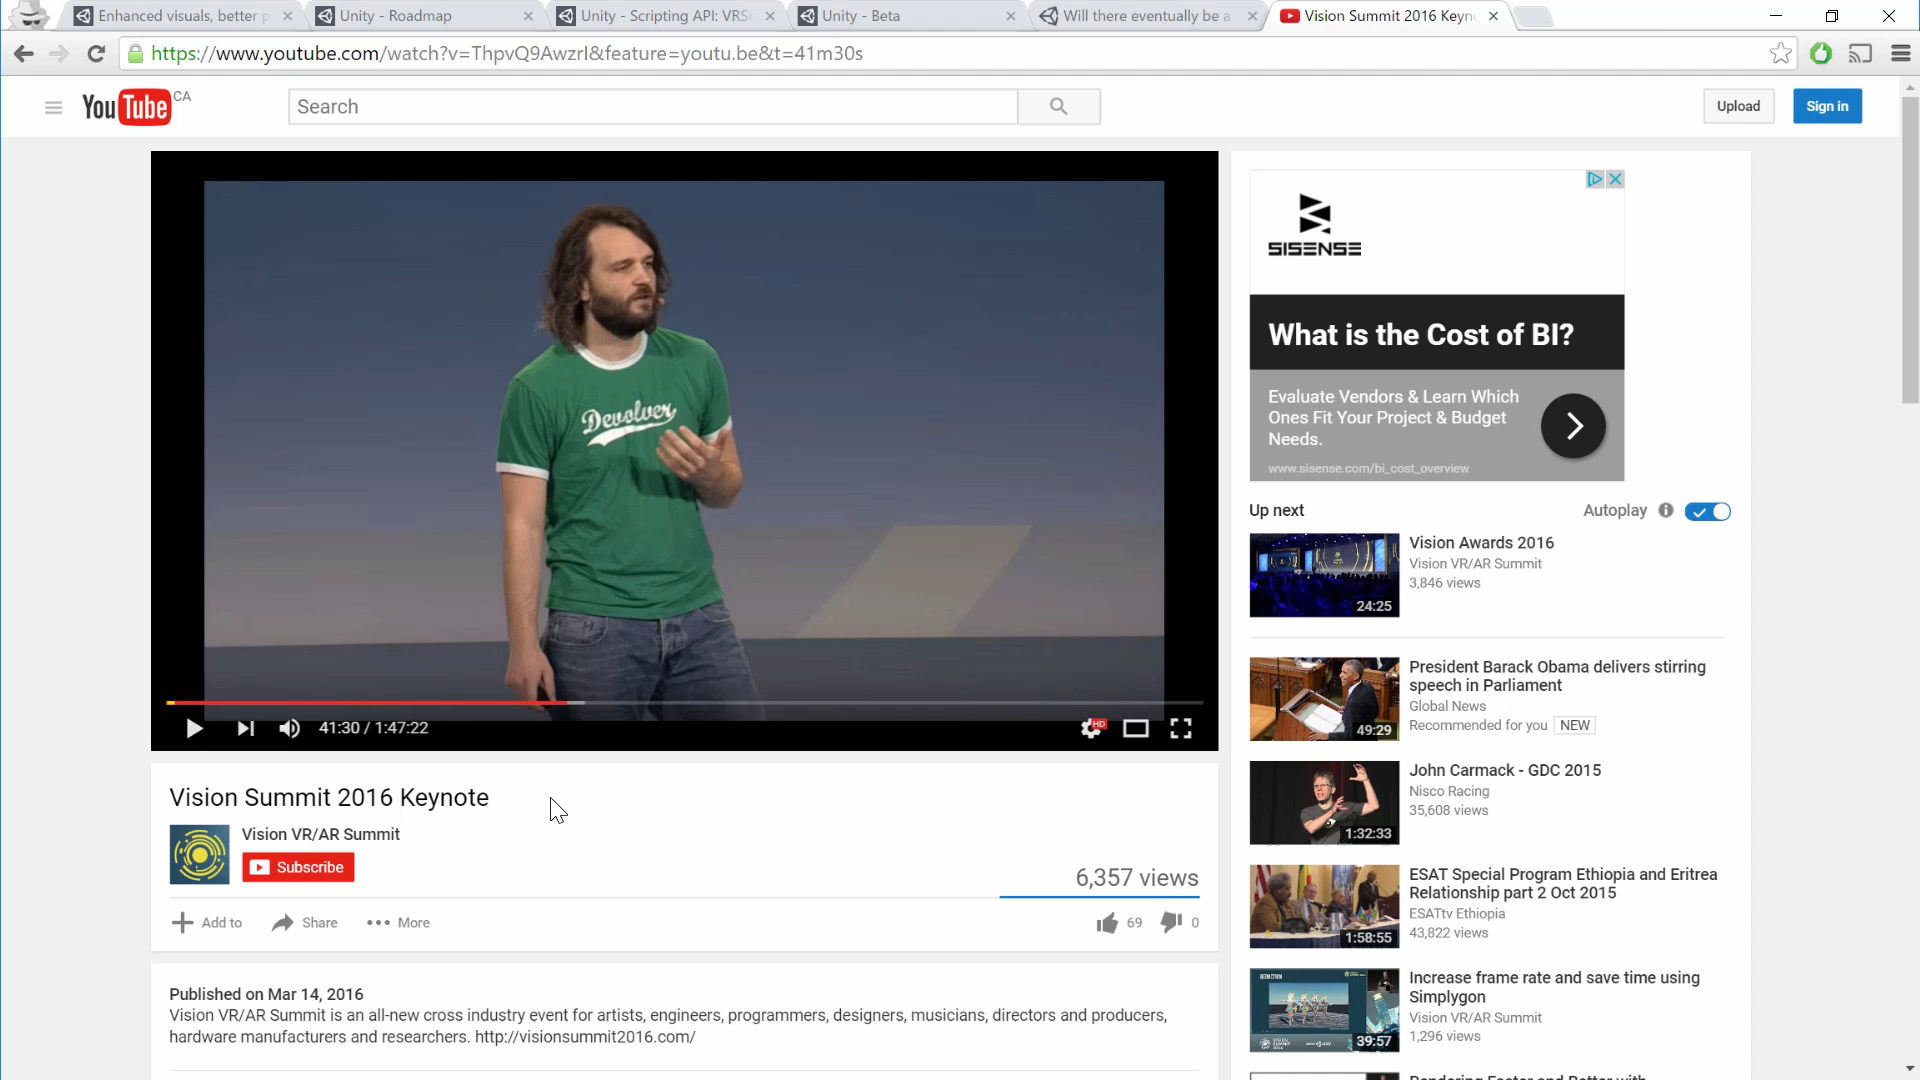 Enhanced visuals, better p
Unity - Roadmap
Unity - Scripting API: VRSe
Unity - Beta
Will there eventually be a
Vision Summit 2016 Keyn
https://www.youtube.com/watch?v=ThpvQ9AwzrI&feature=youtu.be&t=41m30s
YouTube CA
Search
Upload
Sign in
Devolver
SISENSE
What is the Cost of BI?
Evaluate Vendors & Learn Which
Ones Fit Your Project & Budget
Needs.
www.sisense.com/bi_cost_overview
41:30 / 1:47:22
HD
Vision Summit 2016 Keynote
Vision VR/AR Summit
Subscribe
6,357 views
Add to
Share
More
69
0
Published on Mar 14, 2016
Vision VR/AR Summit is an all-new cross industry event for artists, engineers, programmers, designers, musicians, directors and producers,
hardware manufacturers and researchers. http://visionsummit2016.com/
Up next
Autoplay
Vision Awards 2016
Vision VR/AR Summit
3,846 views
24:25
President Barack Obama delivers stirring
speech in Parliament
Global News
Recommended for you NEW
49:29
John Carmack - GDC 2015
Nisco Racing
35,608 views
1:32:33
ESAT Special Program Ethiopia and Eritrea
Relationship part 2 Oct 2015
ESATtv Ethiopia
43,822 views
1:58:55
Increase frame rate and save time using
Simplygon
Vision VR/AR Summit
1,296 views
39:57
Rendering Faster and Better with